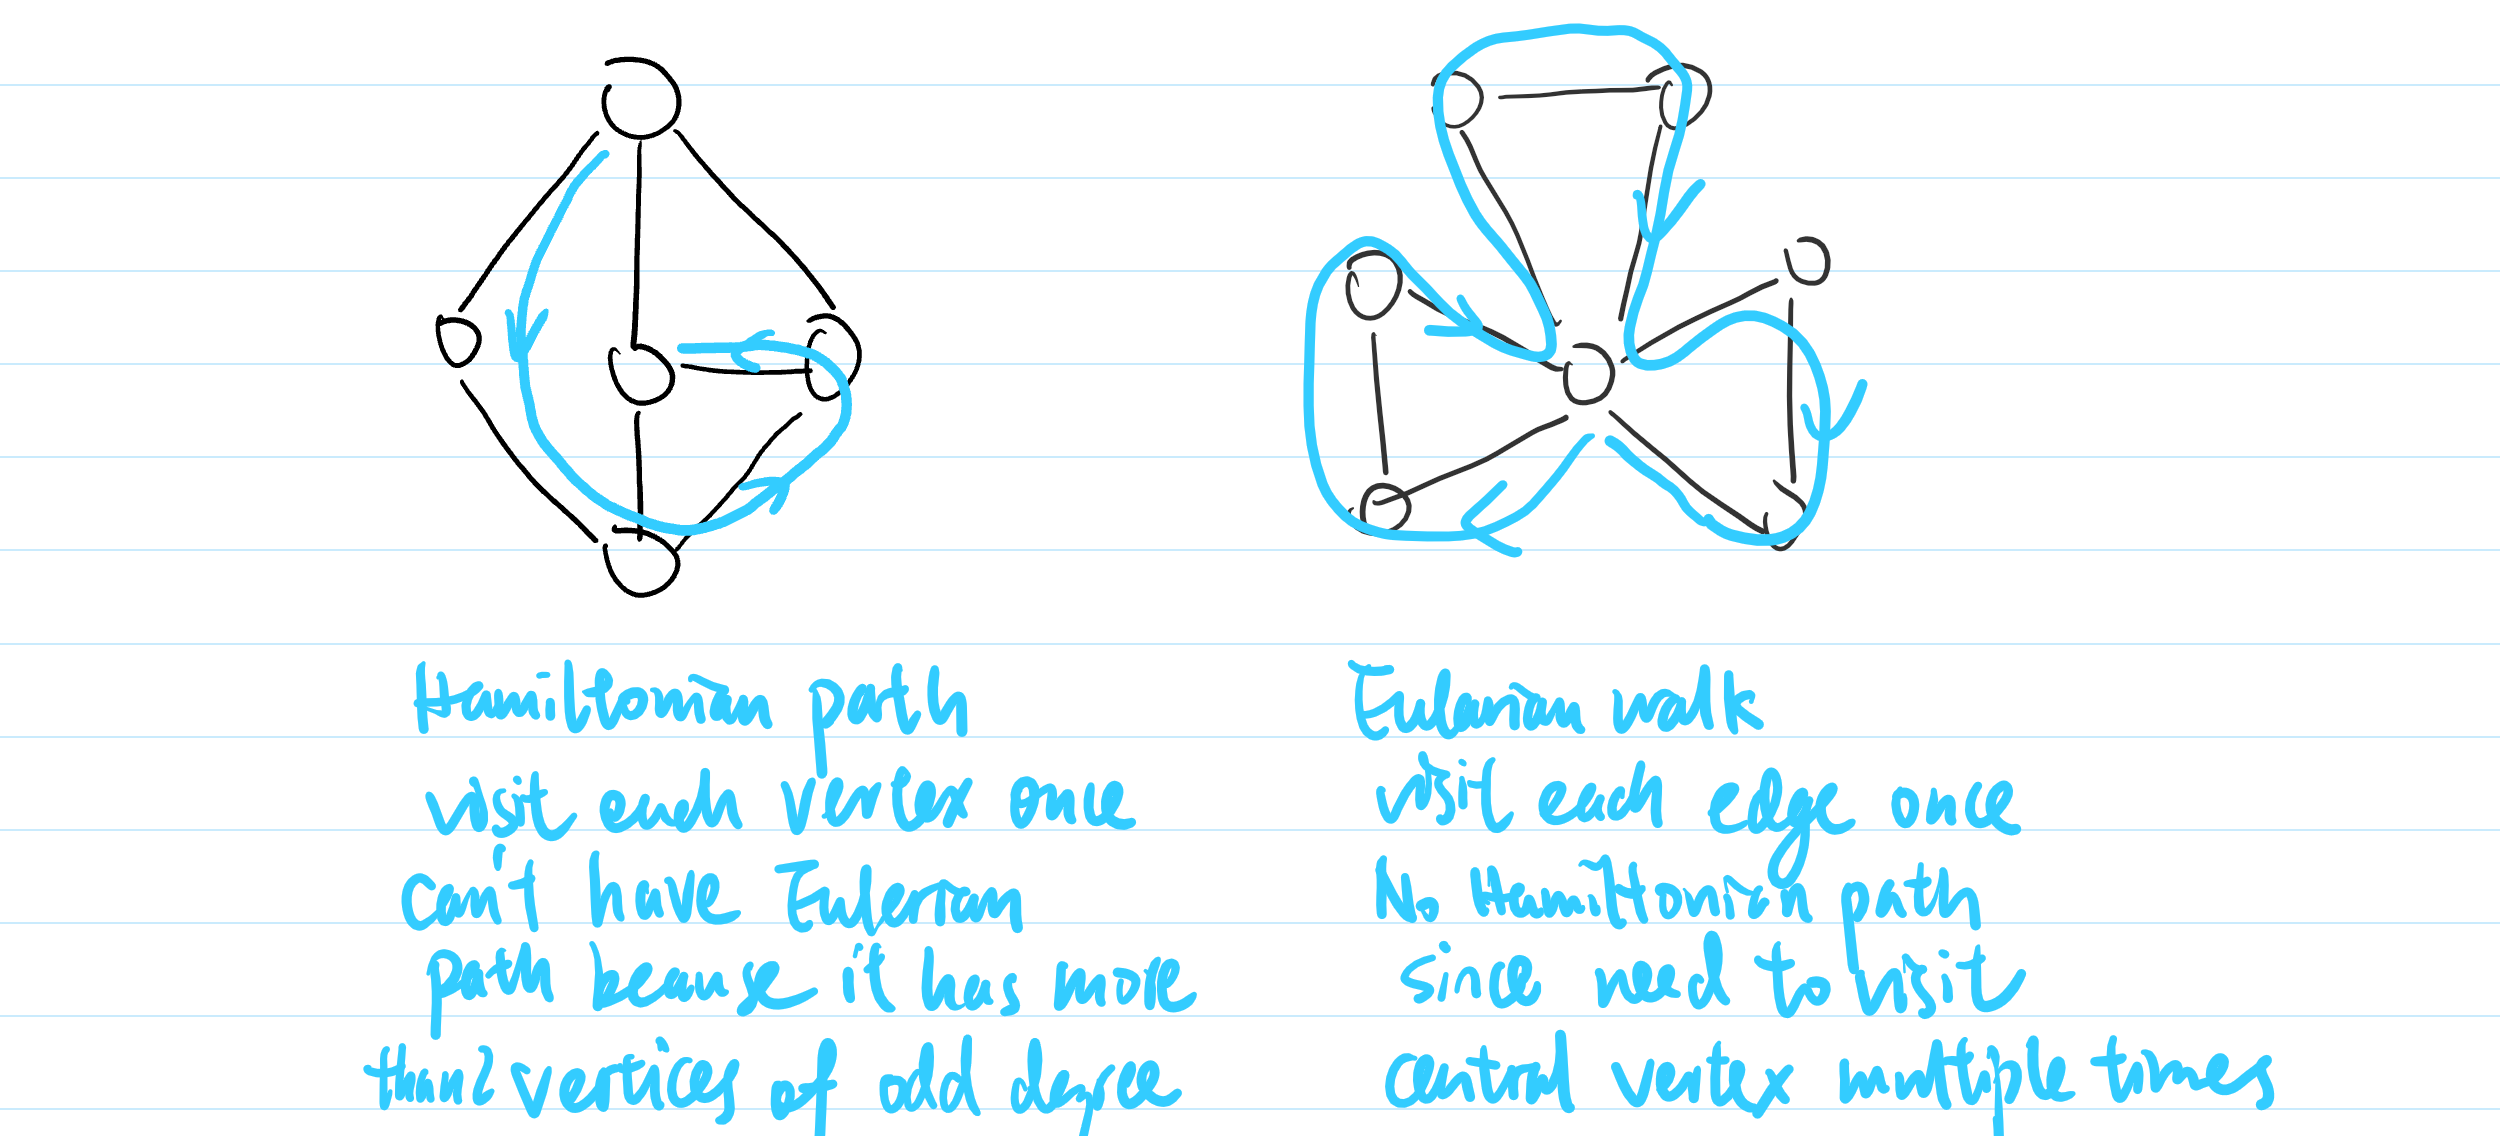 Hamiltonian path
visit each vertex once
can't have Eulerian
path because it has more
than 2 vertices of odd degree
Eulerian walk
visit each edge once
No Hamiltonian path
since need to visit
central vertex multiple times